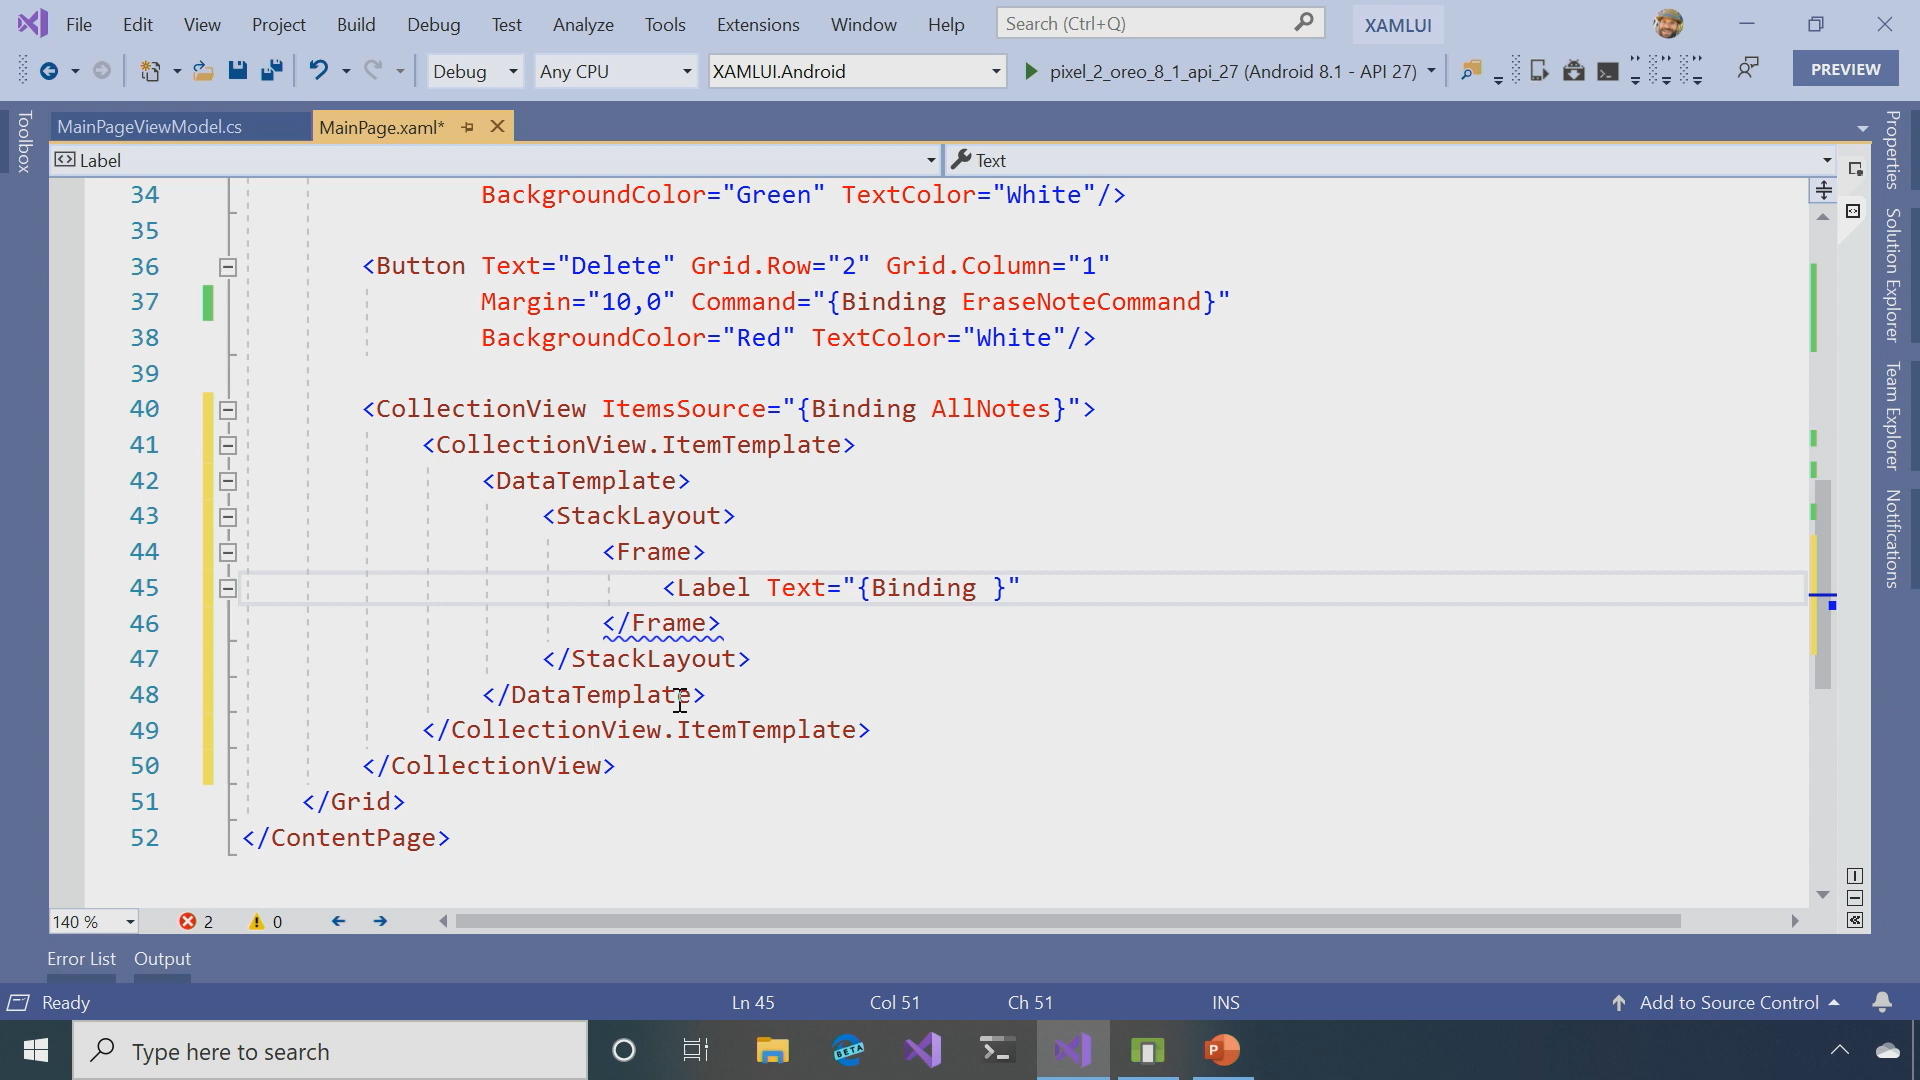 File Edit View Project Build Debug Test Analyze Tools Extensions Window Help Search (Ctrl+Q) XAMLUI
Debug Any CPU XAMLUI.Android pixel_2_oreo_8_1_api_27 (Android 8.1 - API 27) PREVIEW
Toolbox
MainPageViewModel.cs MainPage.xaml*
Label Text
34 BackgroundColor="Green" TextColor="White"/>
35
36 <Button Text="Delete" Grid.Row="2" Grid.Column="1"
37 Margin="10,0" Command="{Binding EraseNoteCommand}"
38 BackgroundColor="Red" TextColor="White"/>
39
40 <CollectionView ItemsSource="{Binding AllNotes}">
41 <CollectionView.ItemTemplate>
42 <DataTemplate>
43 <StackLayout>
44 <Frame>
45 <Label Text="{Binding }"
46 </Frame>
47 </StackLayout>
48 </DataTemplate>
49 </CollectionView.ItemTemplate>
50 </CollectionView>
51 </Grid>
52 </ContentPage>
Properties
Solution Explorer
Team Explorer
Notifications
140 % 2 0
Error List Output
Ready Ln 45 Col 51 Ch 51 INS Add to Source Control
Type here to search BETA P